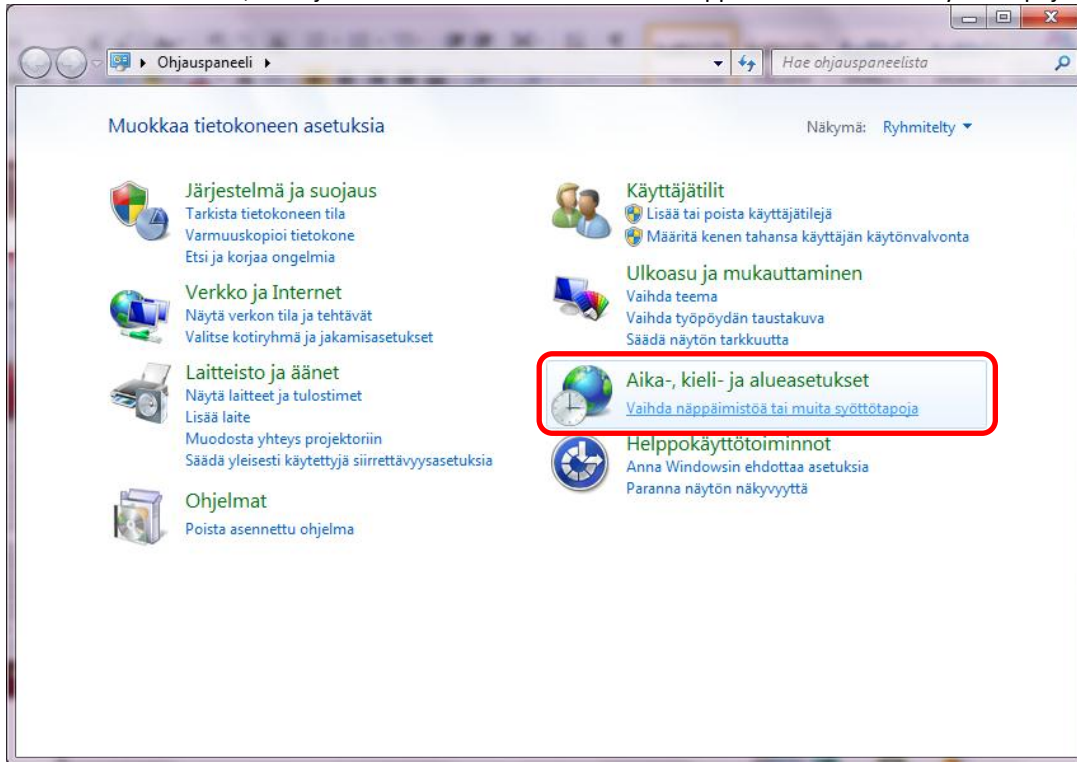 Ohjauspaneeli
Hae ohjauspaneelista
Muokkaa tietokoneen asetuksia
Näkymä: Ryhmitelty
Järjestelmä ja suojaus
Tarkista tietokoneen tila
Varmuuskopioi tietokone
Etsi ja korjaa ongelmia
Verkko ja Internet
Näytä verkon tila ja tehtävät
Valitse kotiryhmä ja jakamisasetukset
Laitteisto ja äänet
Näytä laitteet ja tulostimet
Lisää laite
Muodosta yhteys projektoriin
Säädä yleisesti käytettyjä siirrettävyysasetuksia
Ohjelmat
Poista asennettu ohjelma
Käyttäjätilit
Lisää tai poista käyttäjätilejä
Määritä kenen tahansa käyttäjän käytönvalvonta
Ulkoasu ja mukauttaminen
Vaihda teema
Vaihda työpöydän taustakuva
Säädä näytön tarkkuutta
Aika-, kieli- ja alueasetukset
Vaihda näppäimistöä tai muita syöttötapoja
Helppokäyttötoiminnot
Anna Windowsin ehdottaa asetuksia
Paranna näytön näkyvyyttä